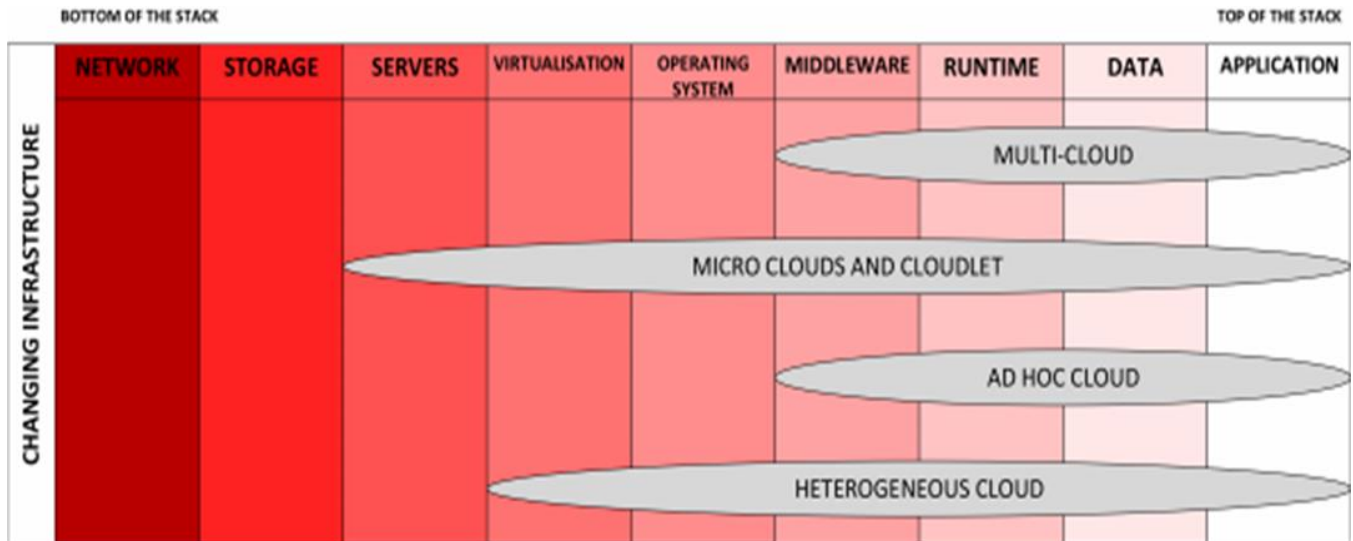 BOTTOM OF THE STACK
TOP OF THE STACK
NETWORK
STORAGE
SERVERS
VIRTUALISATION
OPERATING
SYSTEM
MIDDLEWARE
RUNTIME
DATA
APPLICATION
CHANGING INFRASTRUCTURE
MULTI-CLOUD
MICRO CLOUDS AND CLOUDLET
AD HOC CLOUD
HETEROGENEOUS CLOUD